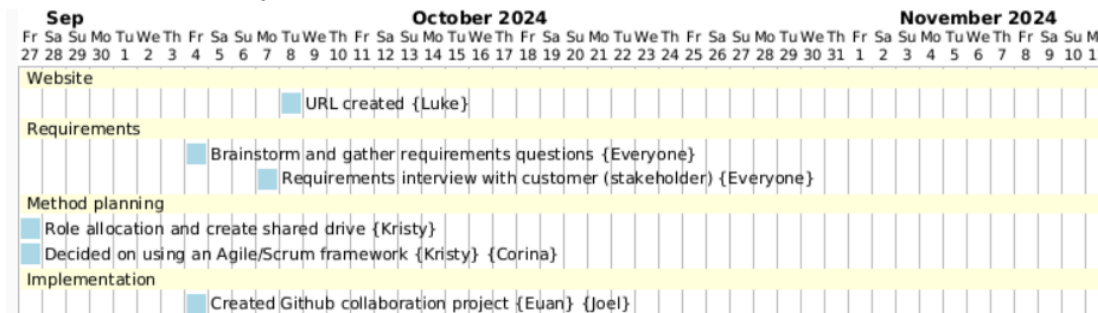 Sep October 2024 November 2024
Fr Sa Su Mo Tu We Th Fr Sa Su Mo Tu We Th Fr Sa Su Mo Tu We Th Fr Sa Su Mo Tu We Th Fr Sa Su Mo Tu We Th Fr Sa Su Mo Tu We Th Fr Sa Su M
27 28 29 30 1 2 3 4 5 6 7 8 9 10 11 12 13 14 15 16 17 18 19 20 21 22 23 24 25 26 27 28 29 30 31 1 2 3 4 5 6 7 8 9 10 1
Website
URL created {Luke}
Requirements
Brainstorm and gather requirements questions {Everyone}
Requirements interview with customer (stakeholder) {Everyone}
Method planning
Role allocation and create shared drive {Kristy}
Decided on using an Agile/Scrum framework {Kristy} {Corina}
Implementation
Created Github collaboration project {Euan} {Joel}